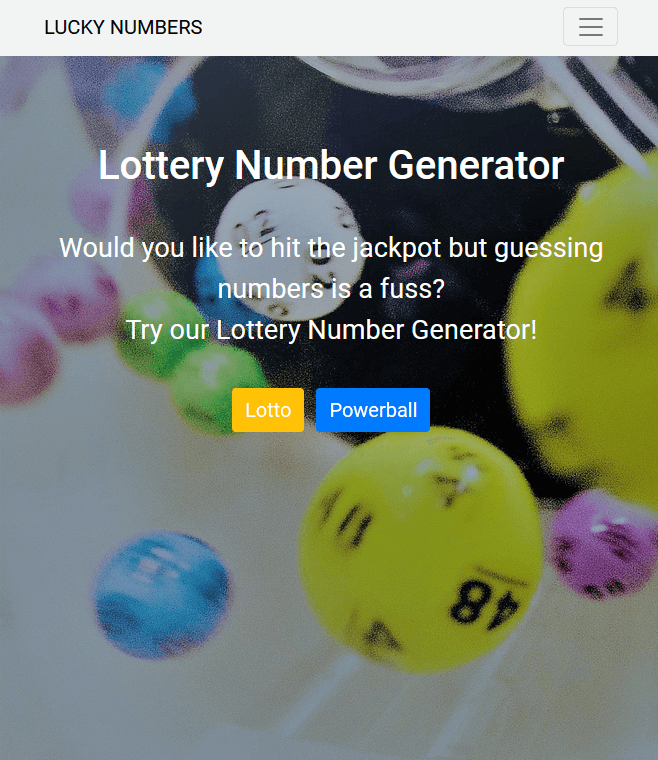 LUCKY NUMBERS
Lottery Number Generator
Would you like to hit the jackpot but guessing
numbers is a fuss?
Try our Lottery Number Generator!
Lotto Powerball
48